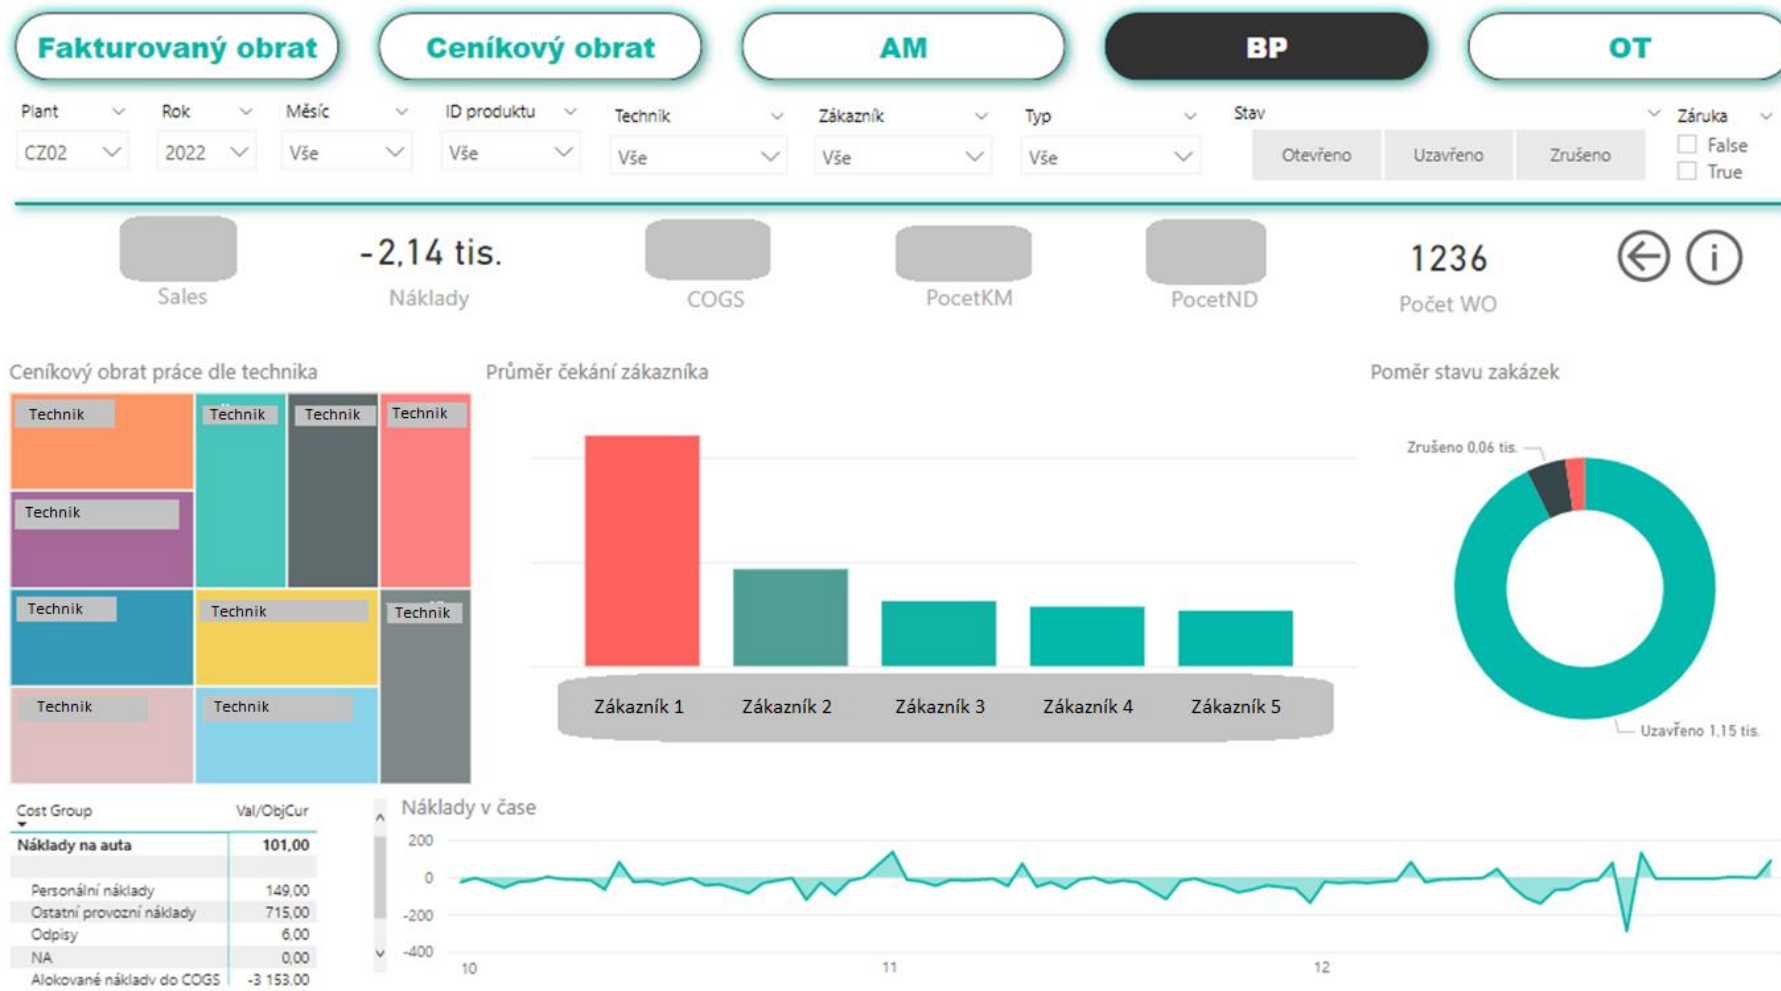 Fakturovaný obrat
Ceníkový obrat
AM
BP
OT
Plant
Rok
Měsíc
ID produktu
Technik
Zákazník
Typ
Stav
Záruka
CZ02
2022
Vše
Vše
Vše
Vše
Vše
Otevřeno
Uzavřeno
Zrušeno
False
True
-2,14 tis.
1236
Sales
Náklady
COGS
PocetKM
PocetND
Počet WO
Ceníkový obrat práce dle technika
Technik
Technik
Technik
Technik
Technik
Technik
Technik
Technik
Technik
Technik
Průměr čekání zákazníka
Zákazník 1
Zákazník 2
Zákazník 3
Zákazník 4
Zákazník 5
Poměr stavu zakázek
Zrušeno 0,06 tis.
Uzavřeno 1,15 tis.
Cost Group Val/ObjCur
Náklady na auta 101,00
Personální náklady 149,00
Ostatní provozní náklady 715,00
Odpisy 6,00
NA 0,00
Alokované náklady do COGS -3 153,00
Náklady v čase
200
0
-200
-400
10
11
12